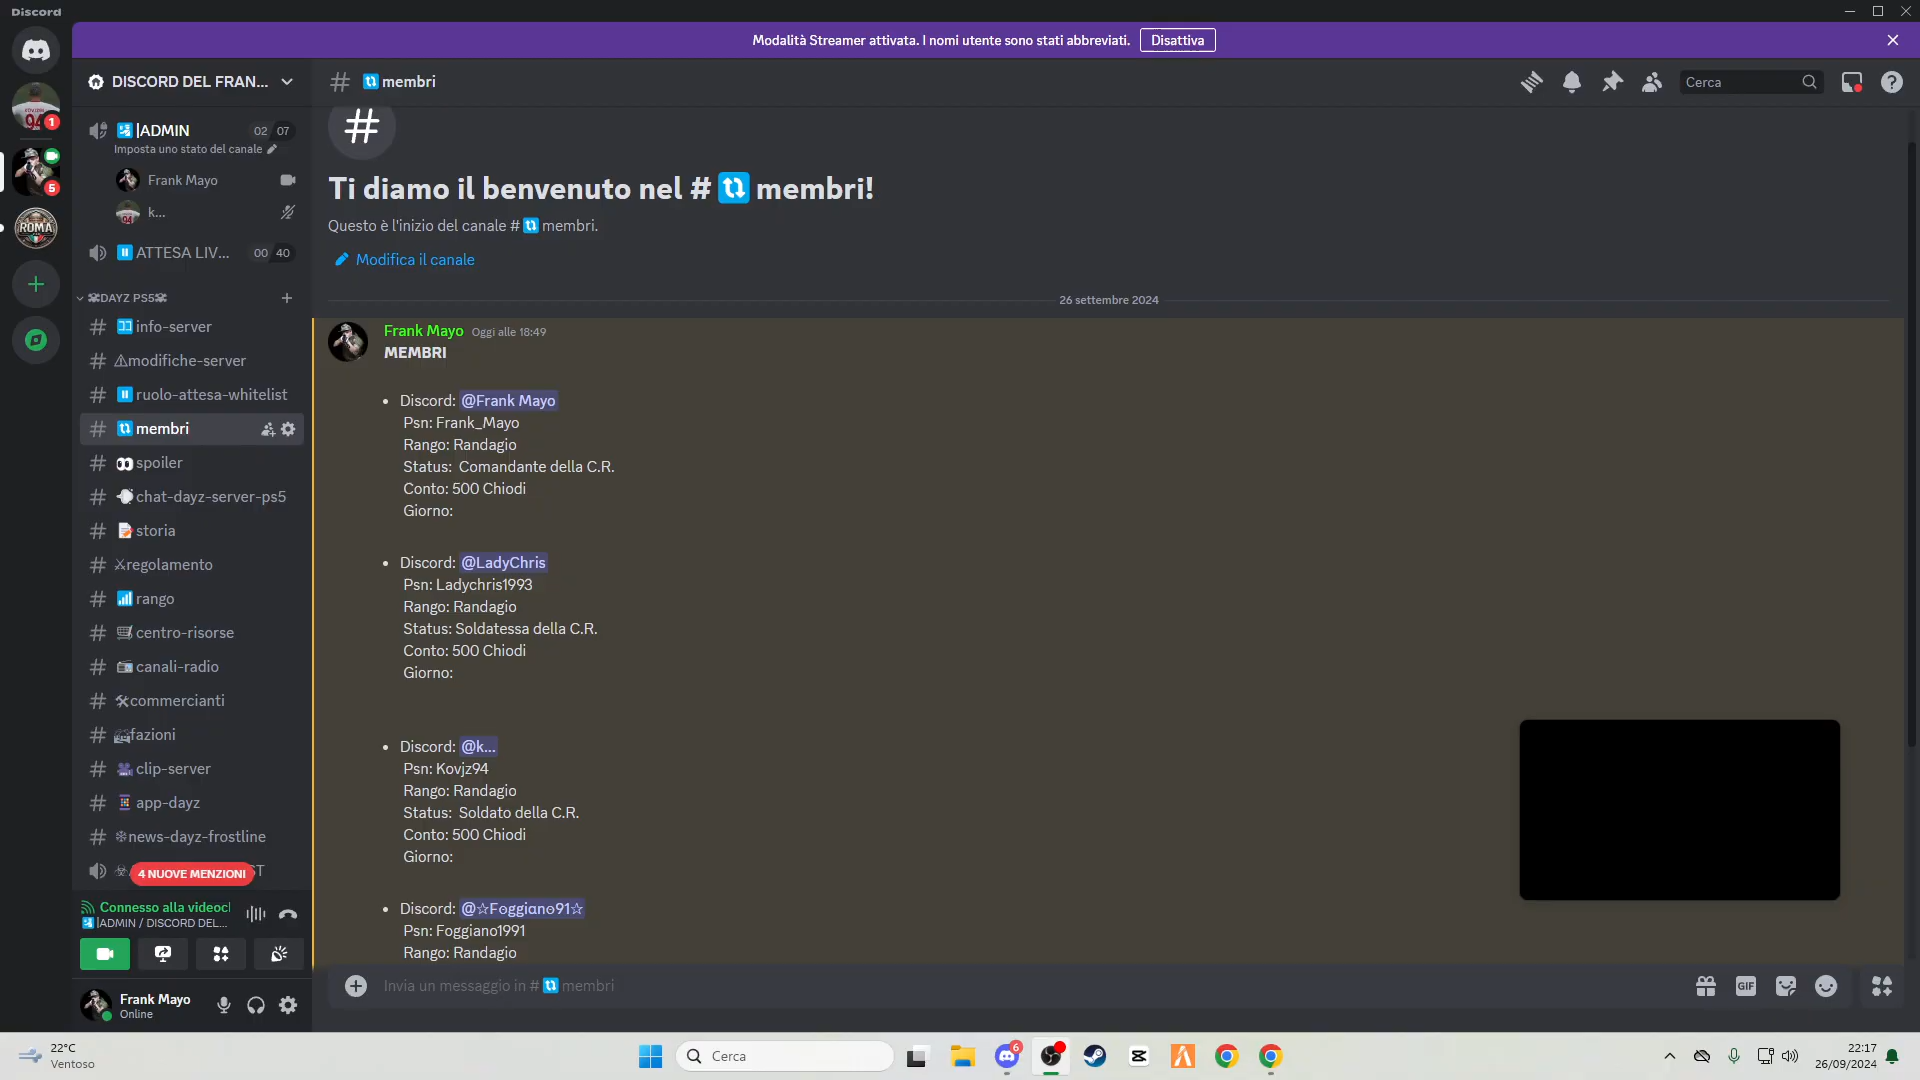 Discord
Modalità Streamer attivata. I nomi utente sono stati abbreviati.
Disattiva
DISCORD DEL FRAN...
membri
Cerca
|ADMIN
02 07
Imposta uno stato del canale
Frank Mayo
k...
ATTESA LIV...
00 40
DAYZ PS5
info-server
modifiche-server
ruolo-attesa-whitelist
membri
spoiler
chat-dayz-server-ps5
storia
regolamento
rango
centro-risorse
canali-radio
commercianti
fazioni
clip-server
app-dayz
news-dayz-frostline
4 NUOVE MENZIONI
1
5
ROMA
Connesso alla videoc
|ADMIN / DISCORD DEL...
Frank Mayo
Online
Ti diamo il benvenuto nel # membri!
Questo è l'inizio del canale # membri.
Modifica il canale
26 settembre 2024
Frank Mayo Oggi alle 18:49
MEMBRI
• Discord: @Frank Mayo
Psn: Frank_Mayo
Rango: Randagio
Status: Comandante della C.R.
Conto: 500 Chiodi
Giorno:
• Discord: @LadyChris
Psn: Ladychris1993
Rango: Randagio
Status: Soldatessa della C.R.
Conto: 500 Chiodi
Giorno:
• Discord: @k...
Psn: Kovjz94
Rango: Randagio
Status: Soldato della C.R.
Conto: 500 Chiodi
Giorno:
• Discord: @☆Foggiano91☆
Psn: Foggiano1991
Rango: Randagio
Invia un messaggio in # membri
GIF
22°C
Ventoso
Cerca
6
22:17
26/09/2024